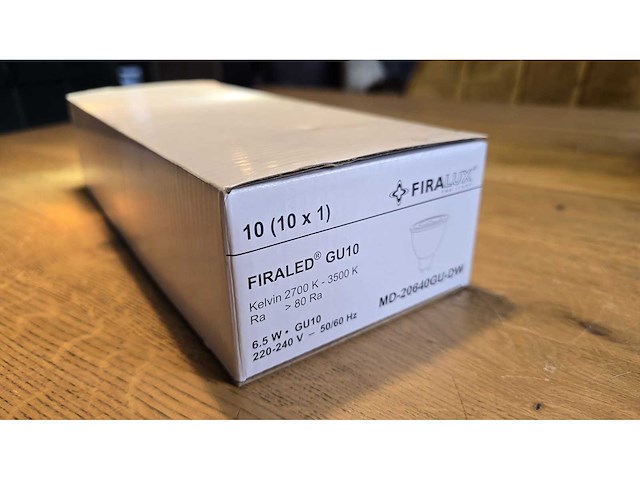 FIRALUX
10 (10 x 1)
FIRALED® GU10
Kelvin 2700 K - 3500 K
Ra > 80 Ra
6.5 W • GU10
220-240 V ~ 50/60 Hz
MD-20640GU-DW